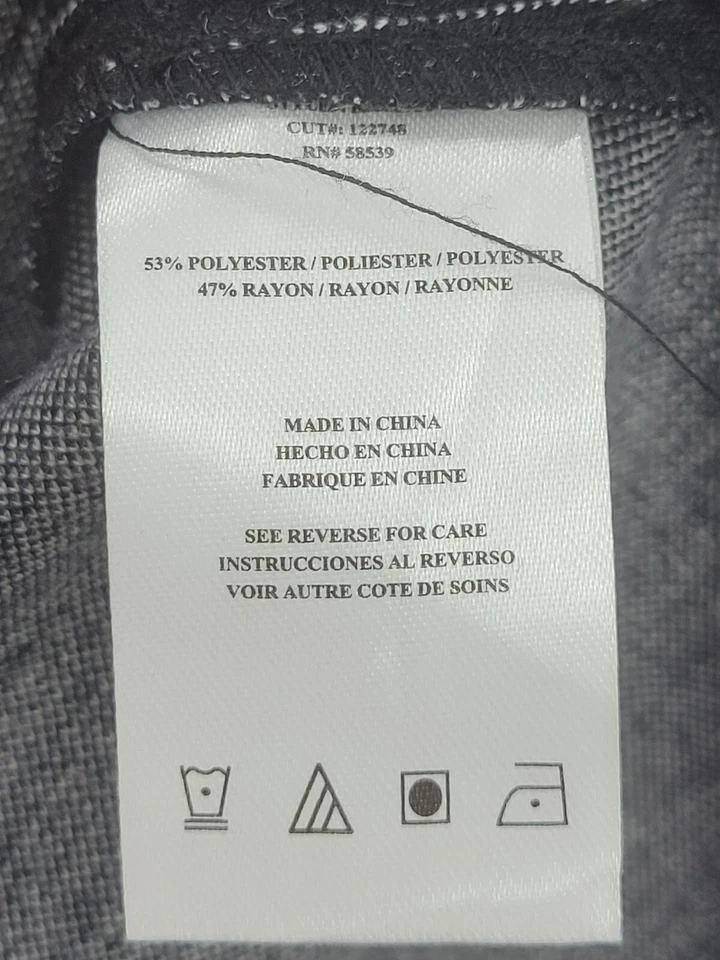 CUT#: 122748
RN# 58539
53% POLYESTER / POLIESTER / POLYESTER
47% RAYON / RAYON / RAYONNE
MADE IN CHINA
HECHO EN CHINA
FABRIQUE EN CHINE
SEE REVERSE FOR CARE
INSTRUCCIONES AL REVERSO
VOIR AUTRE COTE DE SOINS